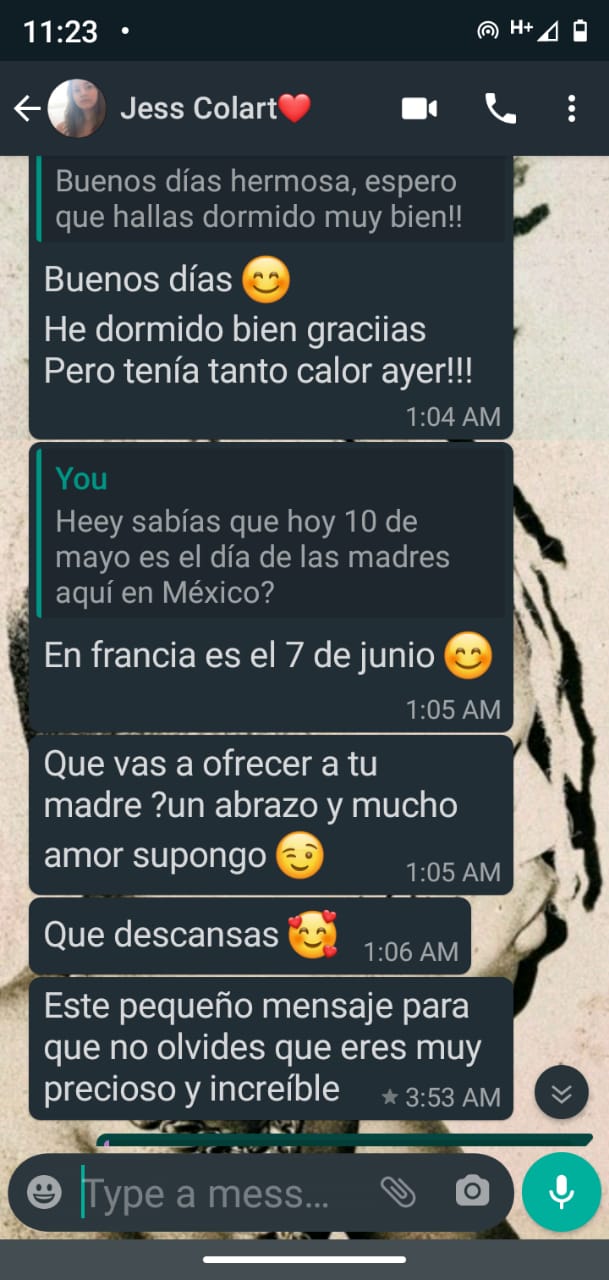 11:23
H+
Jess Colart❤️
Buenos días hermosa, espero
que hallas dormido muy bien!!
Buenos días 😊
He dormido bien graciias
Pero tenía tanto calor ayer!!!
1:04 AM
You
Heey sabías que hoy 10 de
mayo es el día de las madres
aquí en México?
En francia es el 7 de junio 😊
1:05 AM
Que vas a ofrecer a tu
madre ?un abrazo y mucho
amor supongo 😉
1:05 AM
Que descansas 🥰
1:06 AM
Este pequeño mensaje para
que no olvides que eres muy
precioso y increíble
★ 3:53 AM
Type a mess...